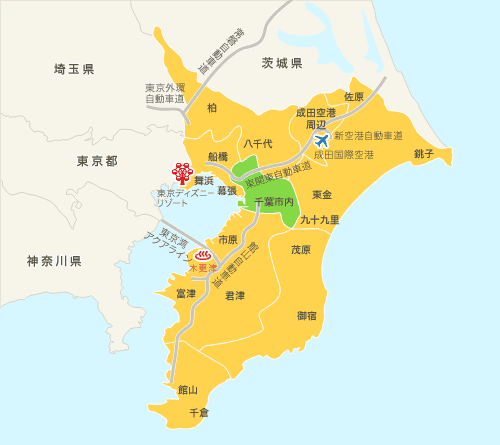 埼玉県
常磐自動車道
茨城県
東京外環
自動車道
柏
成田空港
周辺
佐原
新空港自動車道
成田国際空港
銚子
東京都
船橋
八千代
舞浜
幕張
東関東自動車道
東京ディズニー
リゾート
千葉市内
東金
九十九里
東京湾
アクアライン
市原
館山自動車道
茂原
神奈川県
木更津
富津
君津
御宿
館山
千倉